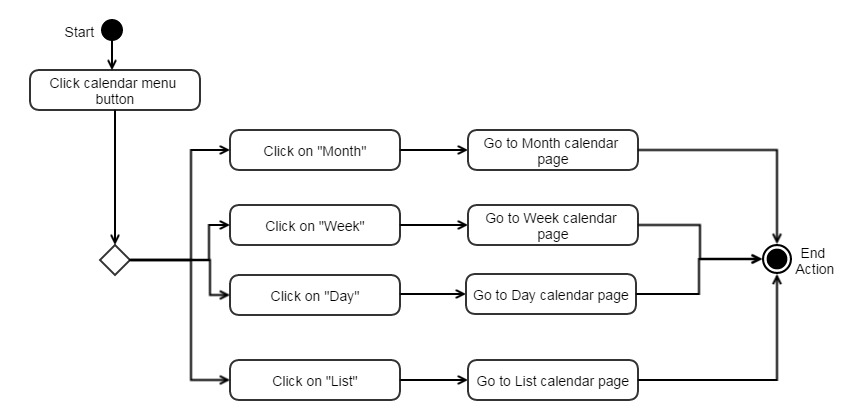 Start
Click calendar menu
button
Click on "Month"
Go to Month calendar
page
Click on "Week"
Go to Week calendar
page
End
Action
Click on "Day"
Go to Day calendar page
Click on "List"
Go to List calendar page